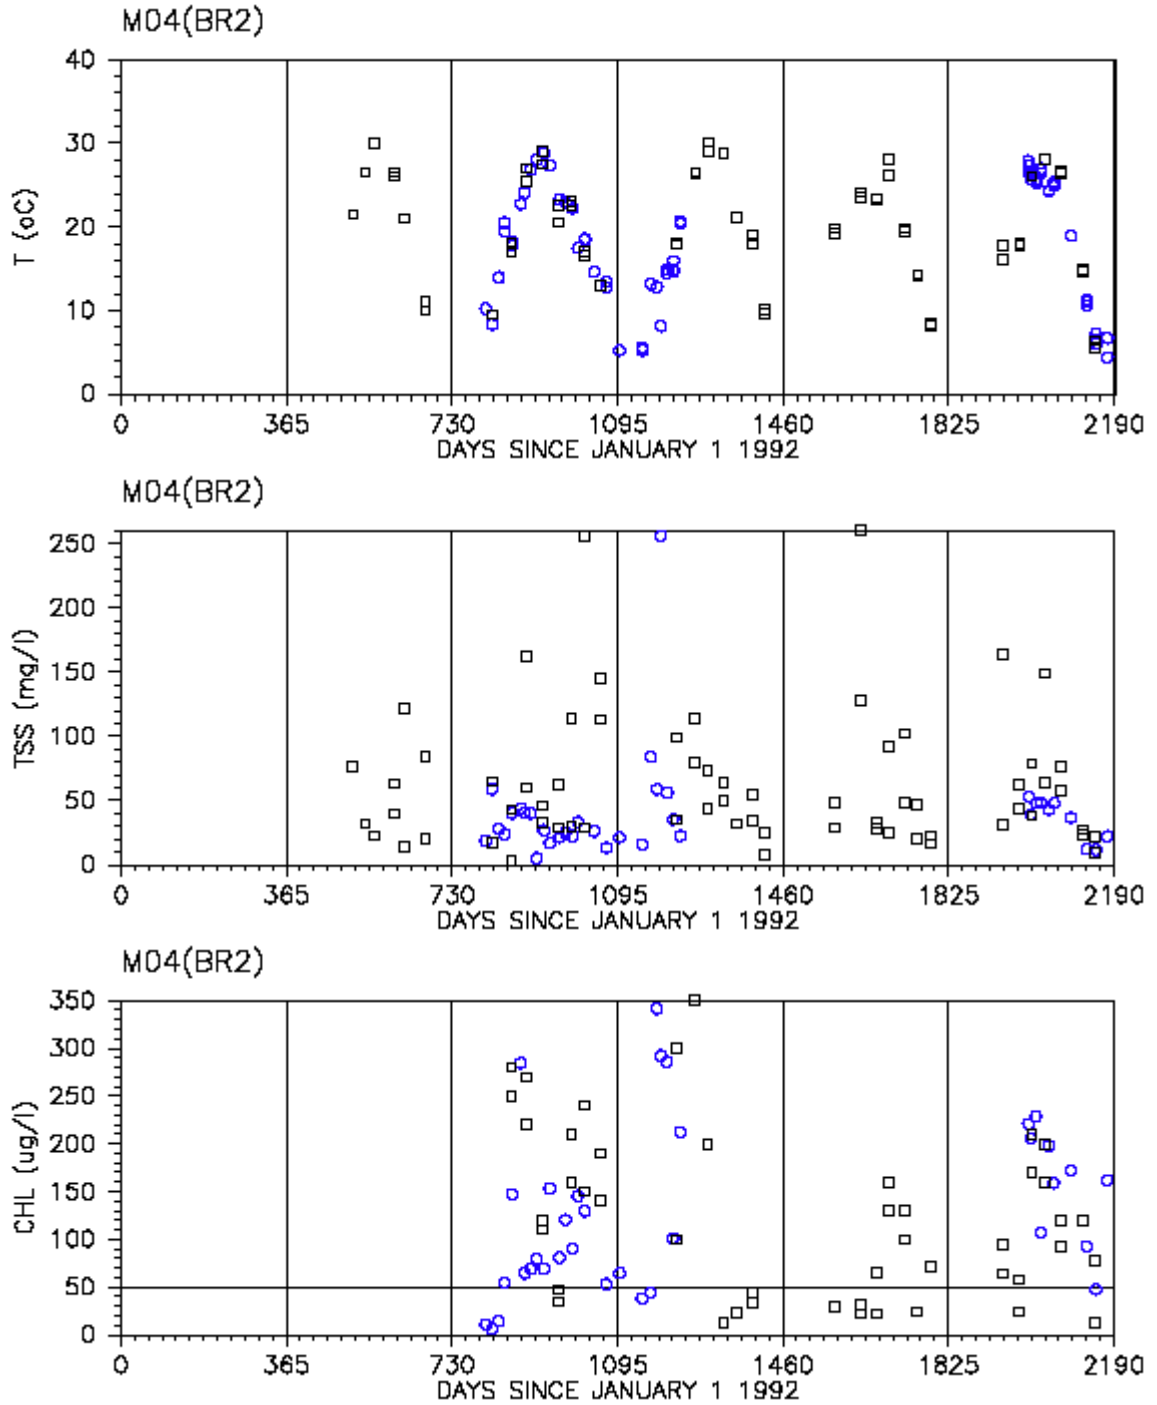 M04(BR2)
40
30
20
10
0
T (oC)
0 365 730 1095 1460 1825 2190
DAYS SINCE JANUARY 1 1992
M04(BR2)
250
200
150
100
50
0
TSS (mg/l)
0 365 730 1095 1460 1825 2190
DAYS SINCE JANUARY 1 1992
M04(BR2)
350
300
250
200
150
100
50
0
CHL (ug/l)
0 365 730 1095 1460 1825 2190
DAYS SINCE JANUARY 1 1992